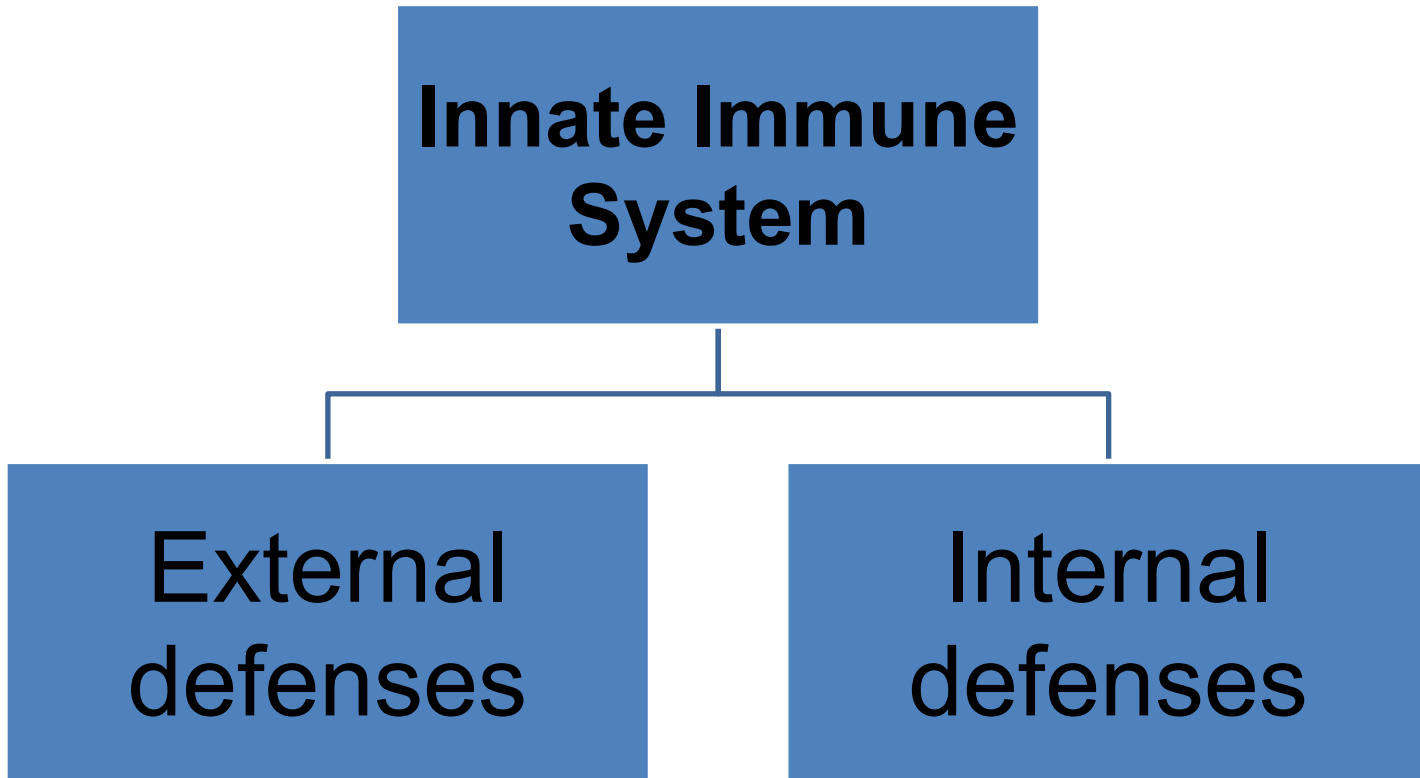 Innate Immune
System
External
defenses
Internal
defenses